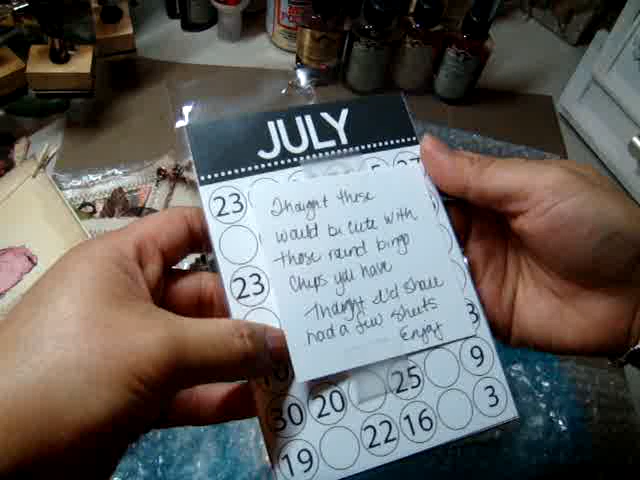 JULY
23
Thought these
would be cute with
those round bingo
chips you have
Thought I'd share
had a few sheets
Enjoy
23
9
30 20 25 3
19 22 16